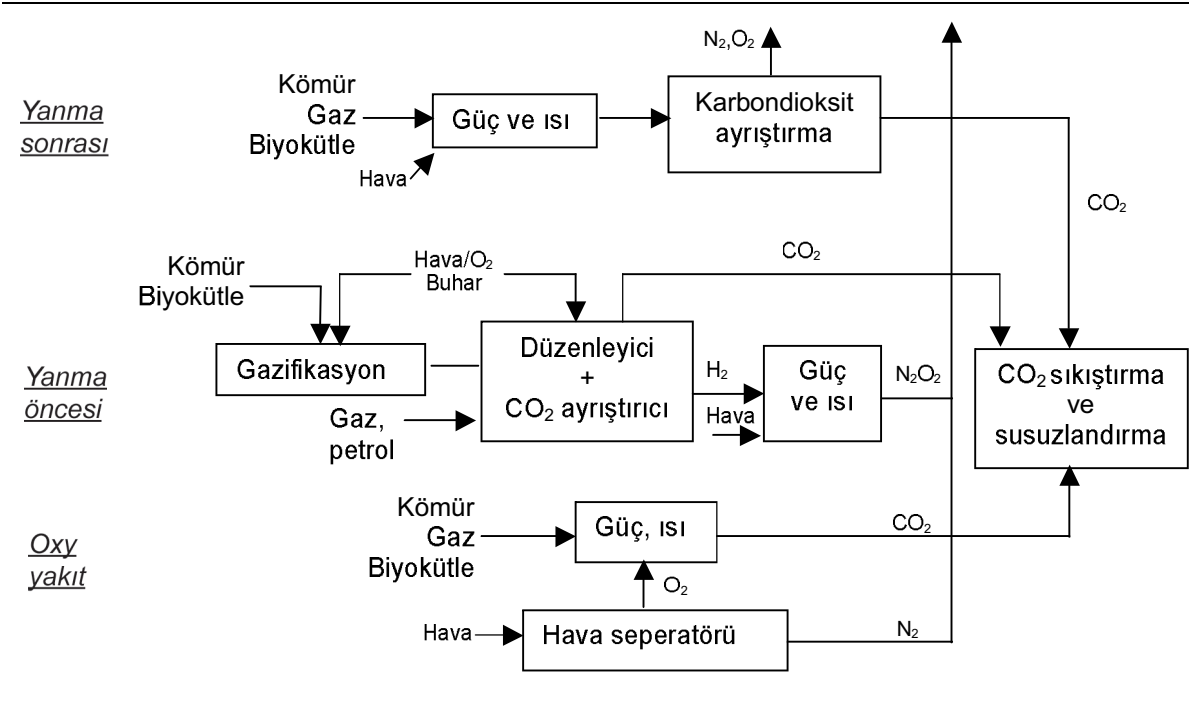 Yanma
sonrası
Kömür
Gaz
Biyokütle
Hava
Güç ve ısı
N₂,O₂
Karbondioksit
ayrıştırma
CO₂
Yanma
öncesi
Kömür
Biyokütle
Hava/O₂
Buhar
CO₂
Gazifikasyon
Gaz,
petrol
Düzenleyici
+
CO₂ ayrıştırıcı
H₂
Hava
Güç
ve ısı
N₂O₂
CO₂ sıkıştırma
ve
susuzlandırma
Oxy
yakıt
Kömür
Gaz
Biyokütle
Güç, ısı
CO₂
O₂
Hava
Hava seperatörü
N₂